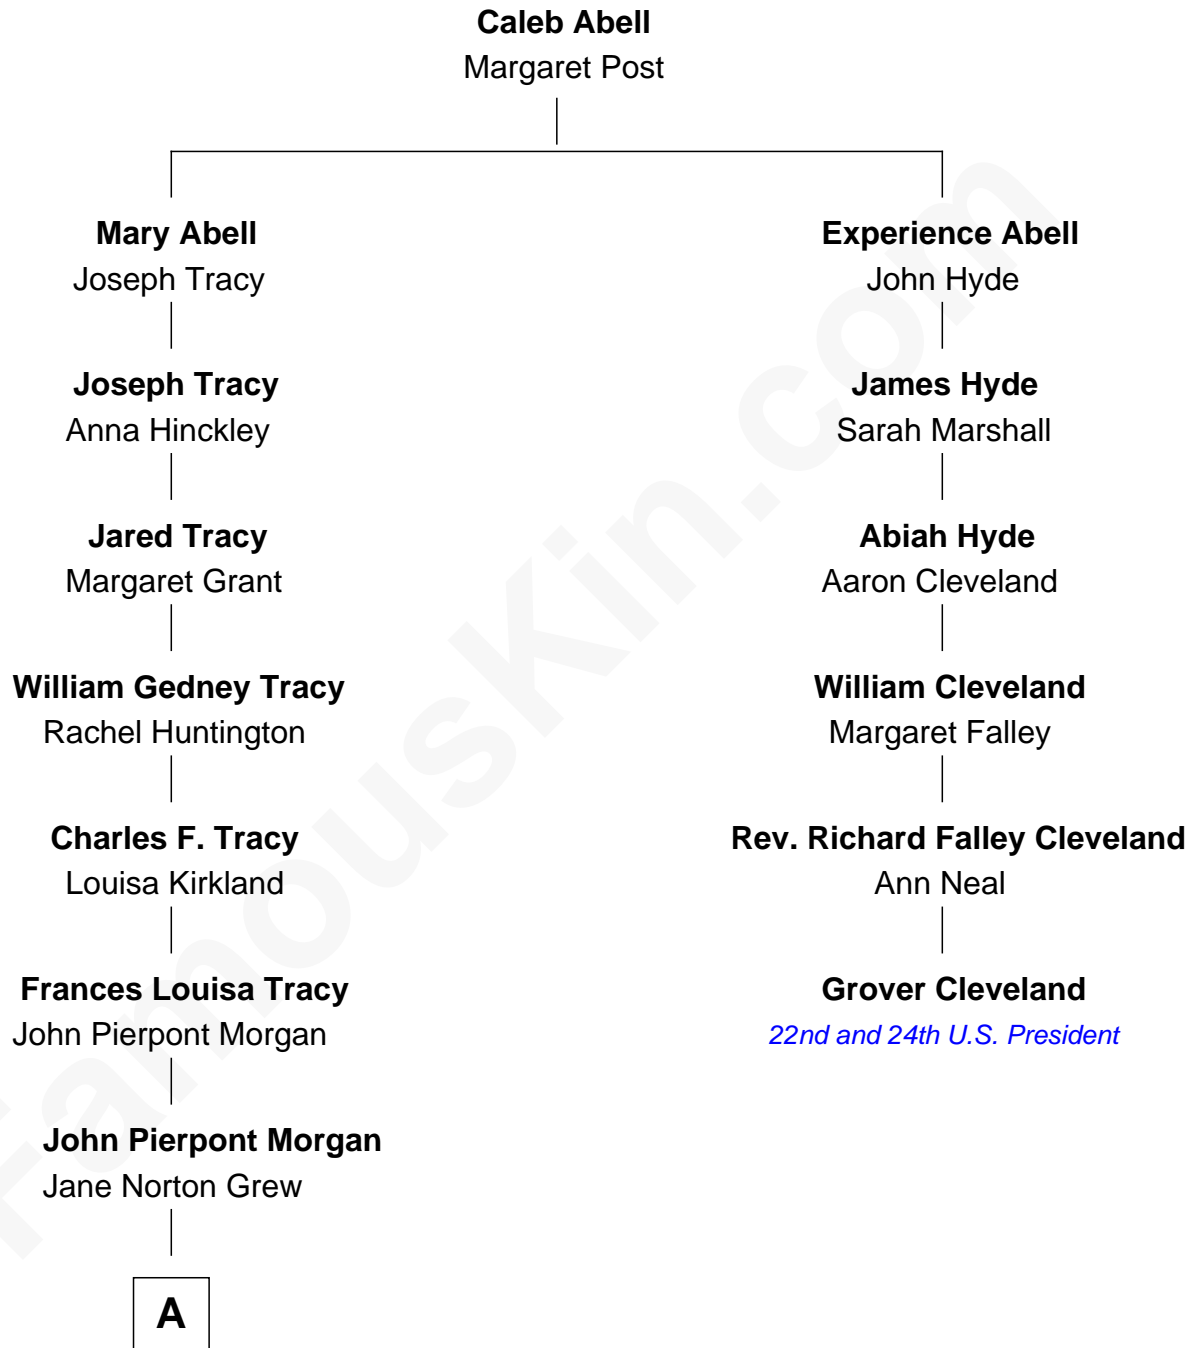 Caleb Abell
Margaret Post
Mary Abell
Joseph Tracy
Experience Abell
John Hyde
Joseph Tracy
Anna Hinckley
James Hyde
Sarah Marshall
Jared Tracy
Margaret Grant
Abiah Hyde
Aaron Cleveland
William Gedney Tracy
Rachel Huntington
William Cleveland
Margaret Falley
Charles F. Tracy
Louisa Kirkland
Rev. Richard Falley Cleveland
Ann Neal
Frances Louisa Tracy
John Pierpont Morgan
Grover Cleveland
22nd and 24th U.S. President
John Pierpont Morgan
Jane Norton Grew
A
FamousKin.com